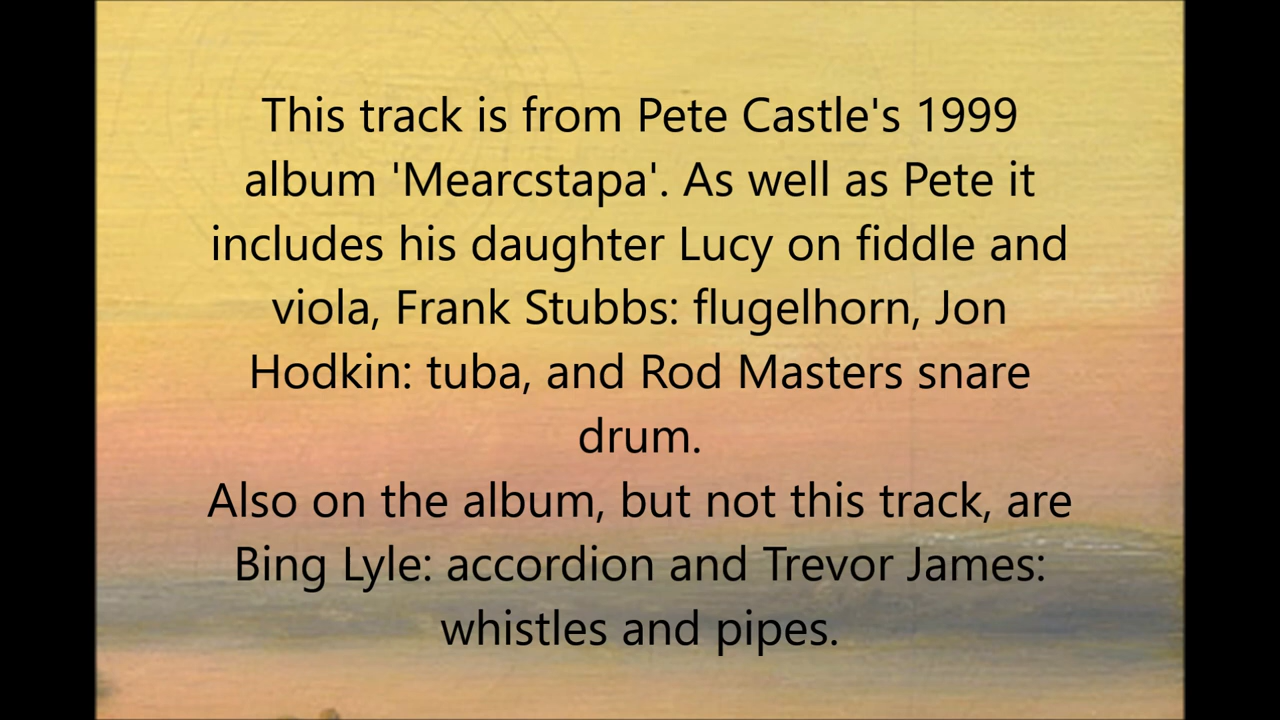 This track is from Pete Castle's 1999
album 'Mearcstapa'. As well as Pete it
includes his daughter Lucy on fiddle and
viola, Frank Stubbs: flugelhorn, Jon
Hodkin: tuba, and Rod Masters snare
drum.
Also on the album, but not this track, are
Bing Lyle: accordion and Trevor James:
whistles and pipes.